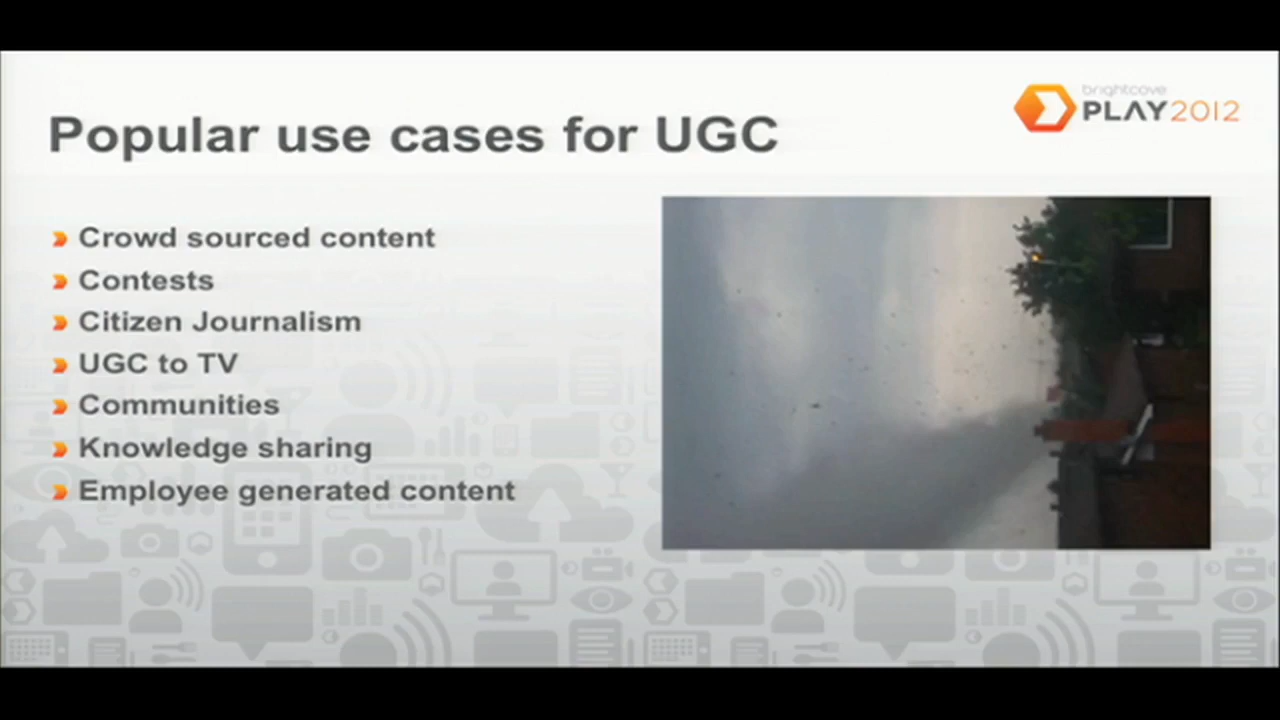 Popular use cases for UGC
brightcove
PLAY2012
Crowd sourced content
Contests
Citizen Journalism
UGC to TV
Communities
Knowledge sharing
Employee generated content